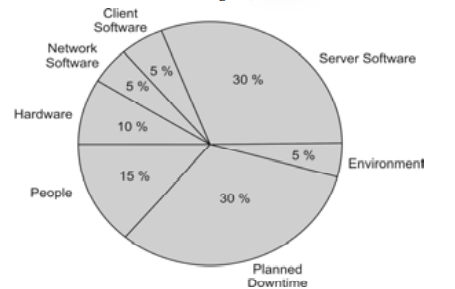 Client
Software
Network
Software
Server Software
5 %
30 %
5 %
Hardware
10 %
5 %
Environment
15 %
People
30 %
Planned
Downtime